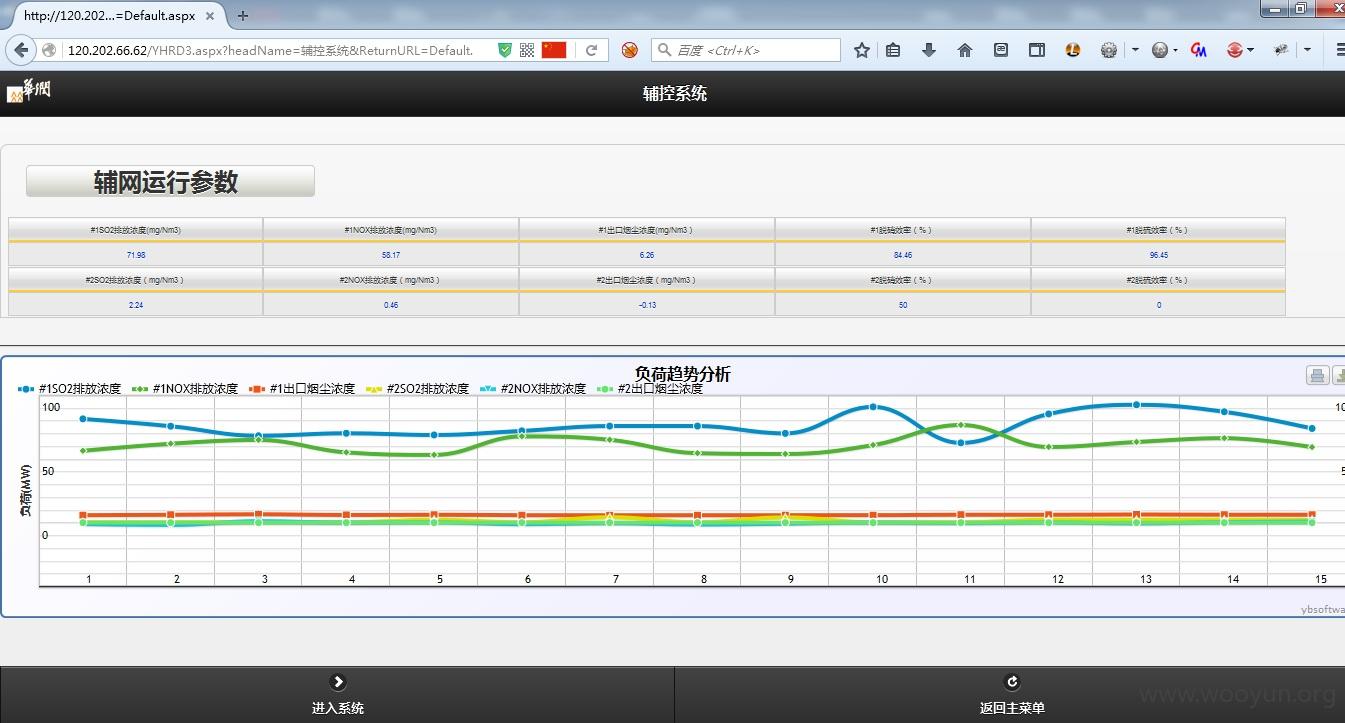 http://120.202...=Default.aspx
120.202.66.62/YHRD3.aspx?headName=辅控系统&ReturnURL=Default.
百度 <Ctrl+K>
華潤
辅控系统
辅网运行参数
#1SO2排放浓度(mg/Nm3) #1NOX排放浓度(mg/Nm3) #1出口烟尘浓度(mg/Nm3 ) #1脱硝效率（ % ） #1脱硫效率（ % ）
71.98 58.17 6.26 84.46 96.45
#2SO2排放浓度（ mg/Nm3 ） #2NOX排放浓度（ mg/Nm3 ） #2出口烟尘浓度（ mg/Nm3 ） #2脱硝效率（ % ） #2脱硫效率（ % ）
2.24 0.46 -0.13 50 0
负荷趋势分析
#1SO2排放浓度 #1NOX排放浓度 #1出口烟尘浓度 #2SO2排放浓度 #2NOX排放浓度 #2出口烟尘浓度
100 10
50 5
0
负荷(MW)
1 2 3 4 5 6 7 8 9 10 11 12 13 14 15
ybsoftwa
进入系统 返回主菜单
www.wooyun.org